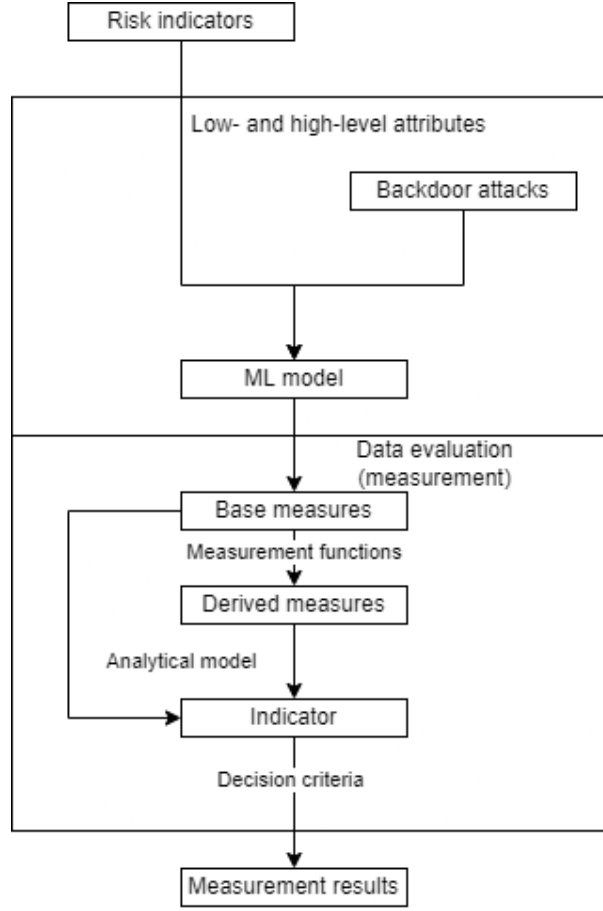 Risk indicators
Low- and high-level attributes
Backdoor attacks
ML model
Data evaluation
(measurement)
Base measures
Measurement functions
Derived measures
Analytical model
Indicator
Decision criteria
Measurement results